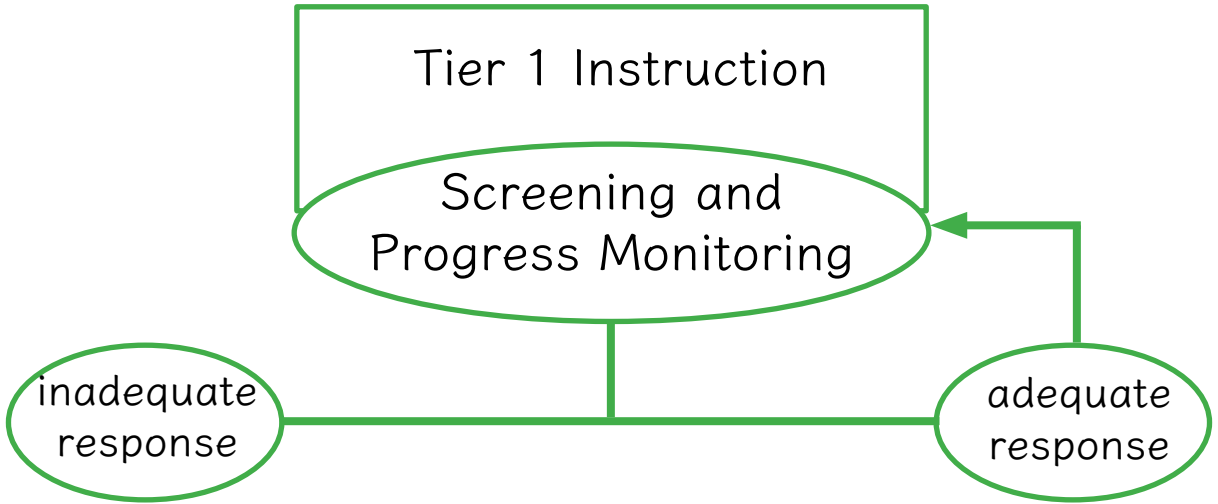 Tier 1 Instruction
Screening and
Progress Monitoring
inadequate
response
adequate
response